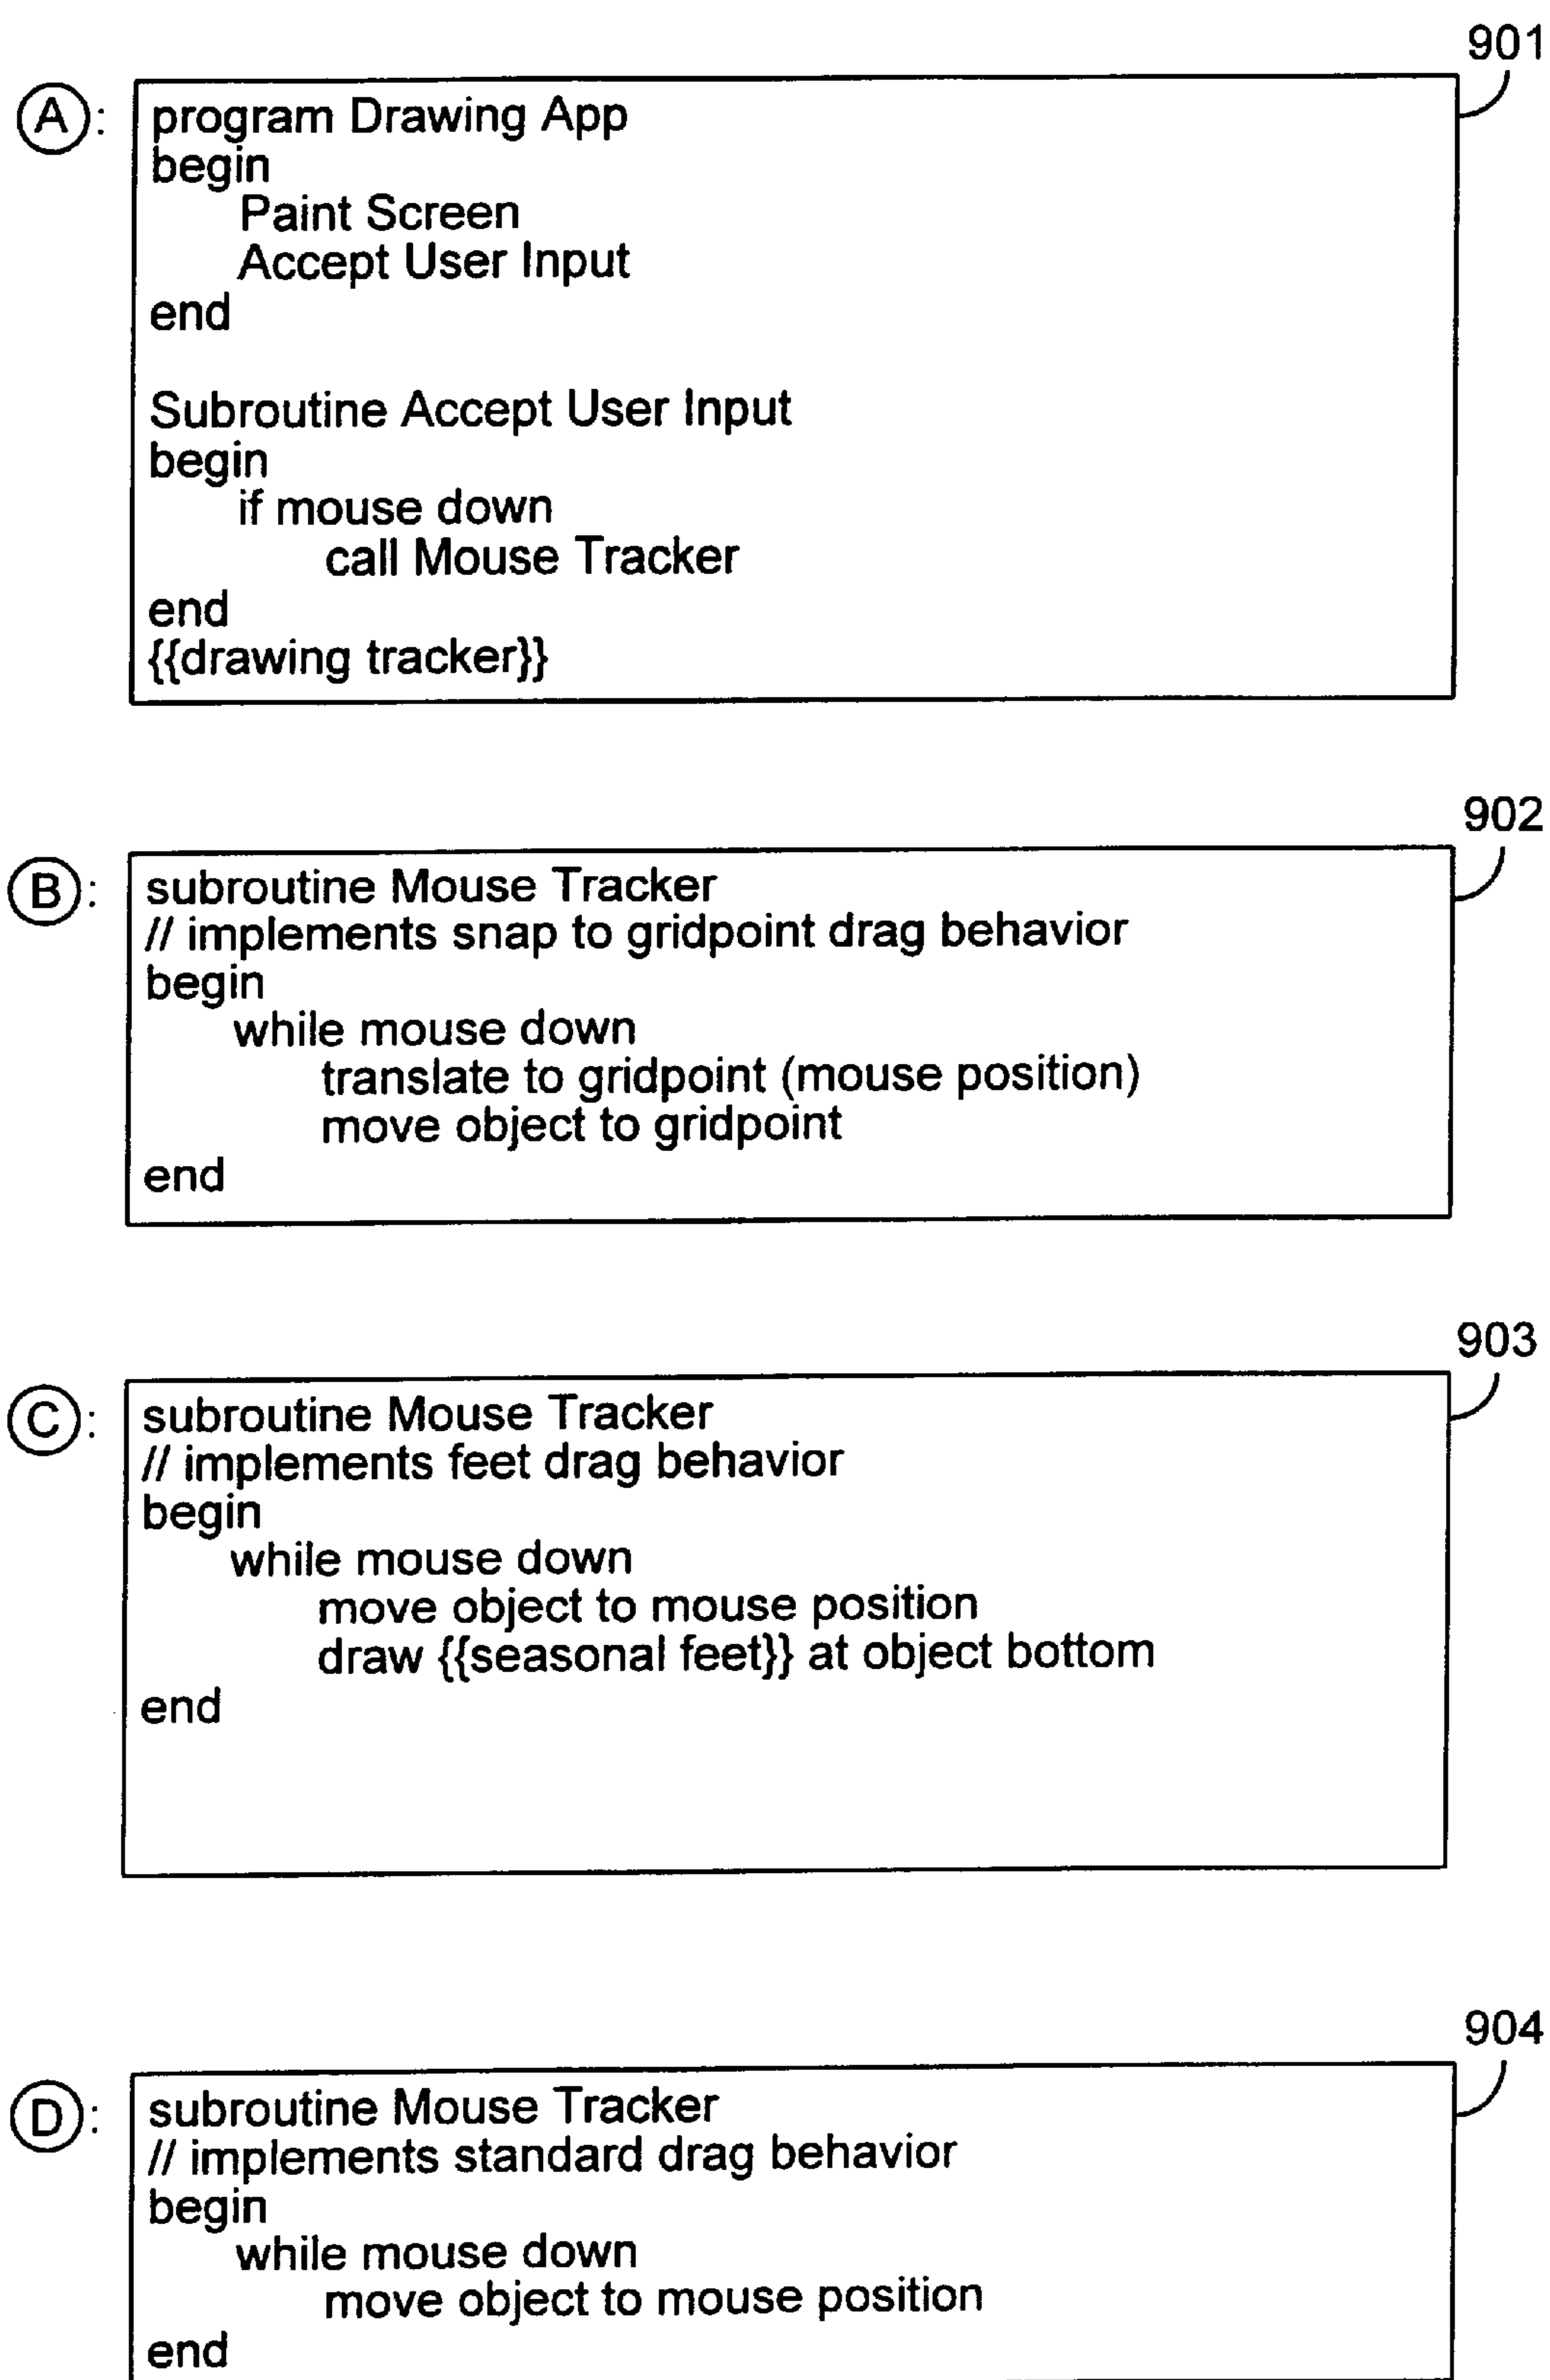 901
A: program Drawing App
begin
Paint Screen
Accept User Input
end
Subroutine Accept User Input
begin
if mouse down
call Mouse Tracker
end
{{drawing tracker}}
902
B: subroutine Mouse Tracker
// implements snap to gridpoint drag behavior
begin
while mouse down
translate to gridpoint (mouse position)
move object to gridpoint
end
903
C: subroutine Mouse Tracker
// implements feet drag behavior
begin
while mouse down
move object to mouse position
draw {{seasonal feet}} at object bottom
end
904
D: subroutine Mouse Tracker
// implements standard drag behavior
begin
while mouse down
move object to mouse position
end